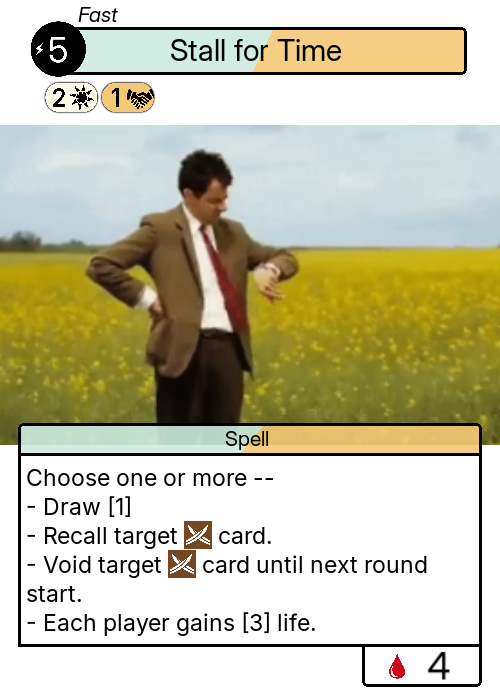 Fast
5
Stall for Time
2 1
Spell
Choose one or more --
- Draw [1]
- Recall target card.
- Void target card until next round
start.
- Each player gains [3] life.
4